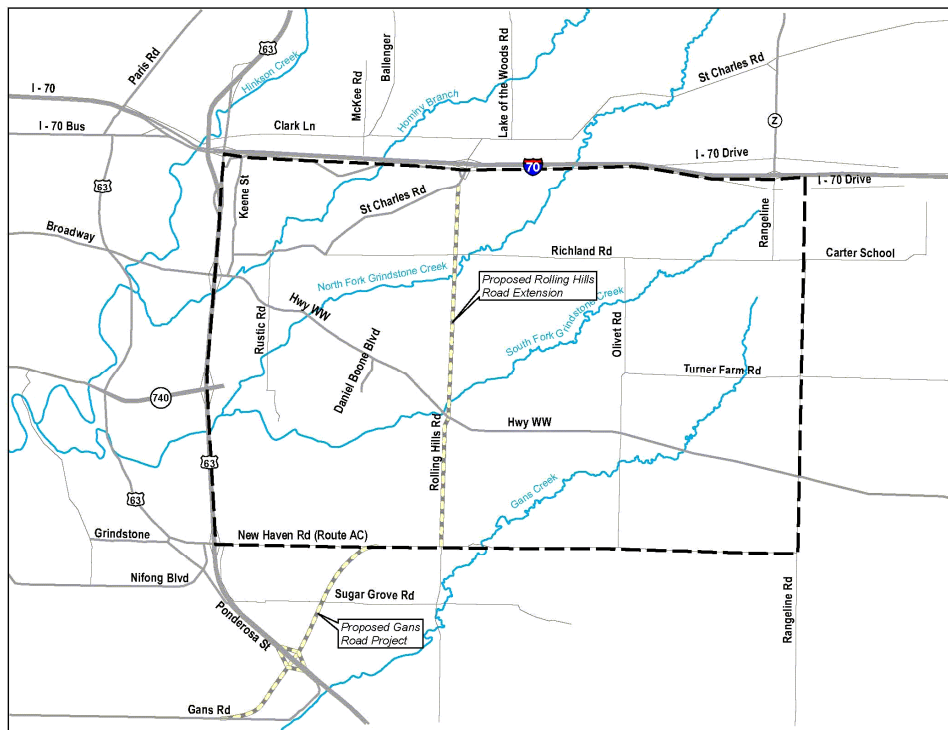 63
Paris Rd
Hinkson Creek
I - 70
I - 70 Bus
Clark Ln
McKee Rd
Ballenger
Hominy Branch
Lake of the Woods Rd
St Charles Rd
Z
I - 70 Drive
70
I - 70 Drive
63
Keene St
St Charles Rd
Broadway
Richland Rd
Rangeline
Carter School
North Fork Grindstone Creek
Proposed Rolling Hills
Road Extension
Hwy WW
Rustic Rd
Daniel Boone Blvd
South Fork Grindstone Creek
Olivet Rd
Turner Farm Rd
740
Hwy WW
Rolling Hills Rd
63
63
Gans Creek
Grindstone
New Haven Rd (Route AC)
Nifong Blvd
Sugar Grove Rd
Ponderosa St
Proposed Gans
Road Project
Rangeline Rd
Gans Rd